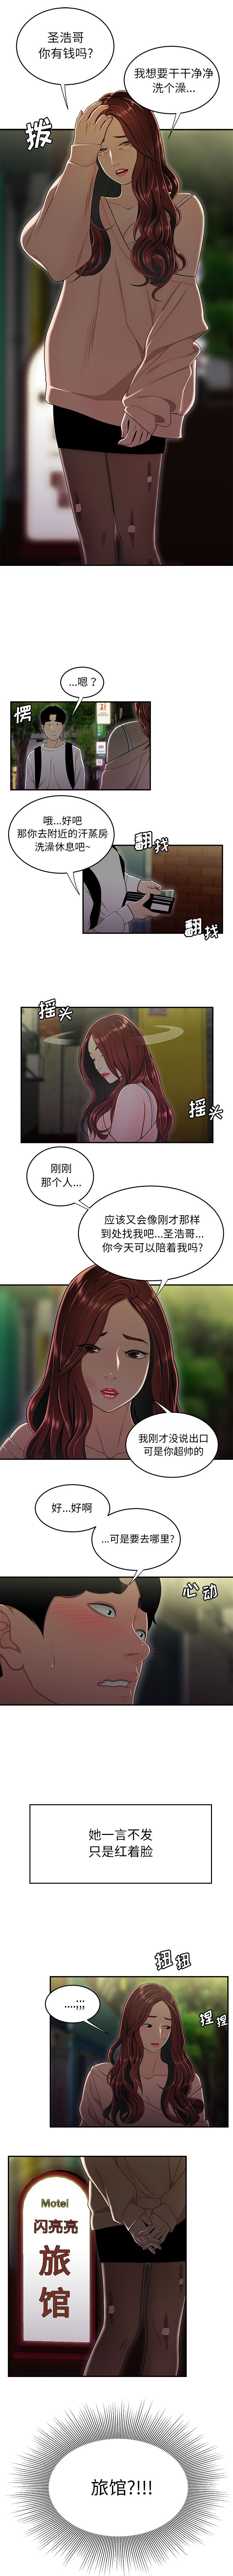 圣浩哥
你有钱吗?
我想要干干净净
洗个澡...
拨
...嗯？
愣
哦...好吧
那你去附近的汗蒸房
洗澡休息吧~
翻找
翻找
摇头
摇头
刚刚
那个人...
应该又会像刚才那样
到处找我吧...圣浩哥...
你今天可以陪着我吗?
我刚才没说出口
可是你超帅的
好...好啊
...可是要去哪里?
心动
她一言不发
只是红着脸
扭扭
....;;;
捏捏
Motel
闪亮亮
旅
馆
旅馆?!!!